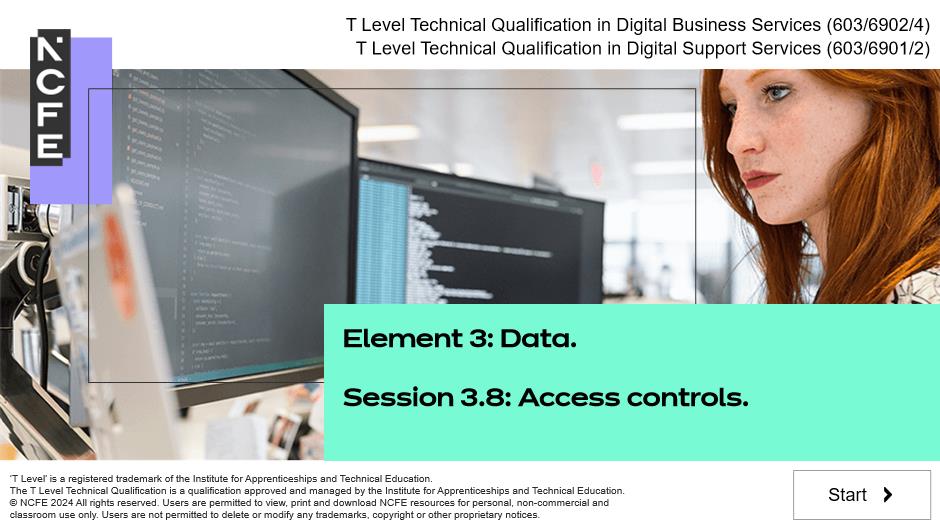 T Level Technical Qualification in Digital Business Services (603/6902/4)
T Level Technical Qualification in Digital Support Services (603/6901/2)
NCFE
Element 3: Data.
Session 3.8: Access controls.
'T Level' is a registered trademark of the Institute for Apprenticeships and Technical Education.
The T Level Technical Qualification is a qualification approved and managed by the Institute for Apprenticeships and Technical Education.
© NCFE 2024 All rights reserved. Users are permitted to view, print and download NCFE resources for personal, non-commercial and
classroom use only. Users are not permitted to delete or modify any trademarks, copyright or other proprietary notices.
Start